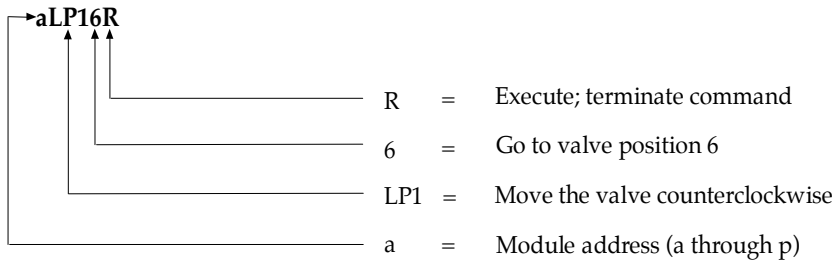 aLP16R
R = Execute; terminate command
6 = Go to valve position 6
LP1 = Move the valve counterclockwise
a = Module address (a through p)